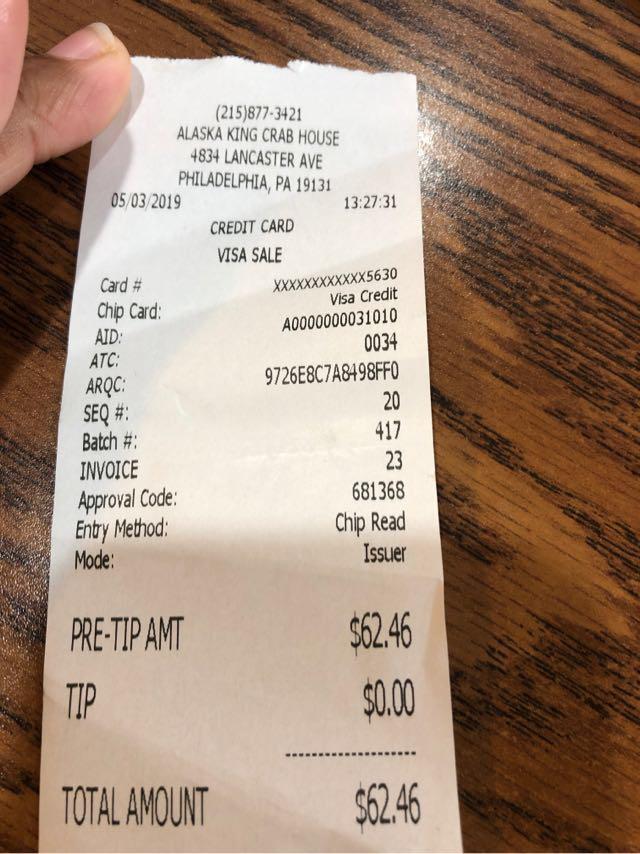 (215)877-3421
ALASKA KING CRAB HOUSE
4834 LANCASTER AVE
PHILADELPHIA, PA 19131
05/03/2019 13:27:31
CREDIT CARD
VISA SALE
Card # XXXXXXXXXXXX5630
Chip Card: Visa Credit
AID: A0000000031010
ATC: 0034
ARQC: 9726E8C7A8498FF0
SEQ #: 20
Batch #: 417
INVOICE 23
Approval Code: 681368
Entry Method: Chip Read
Mode: Issuer
PRE-TIP AMT $62.46
TIP $0.00
--------------------
TOTAL AMOUNT $62.46